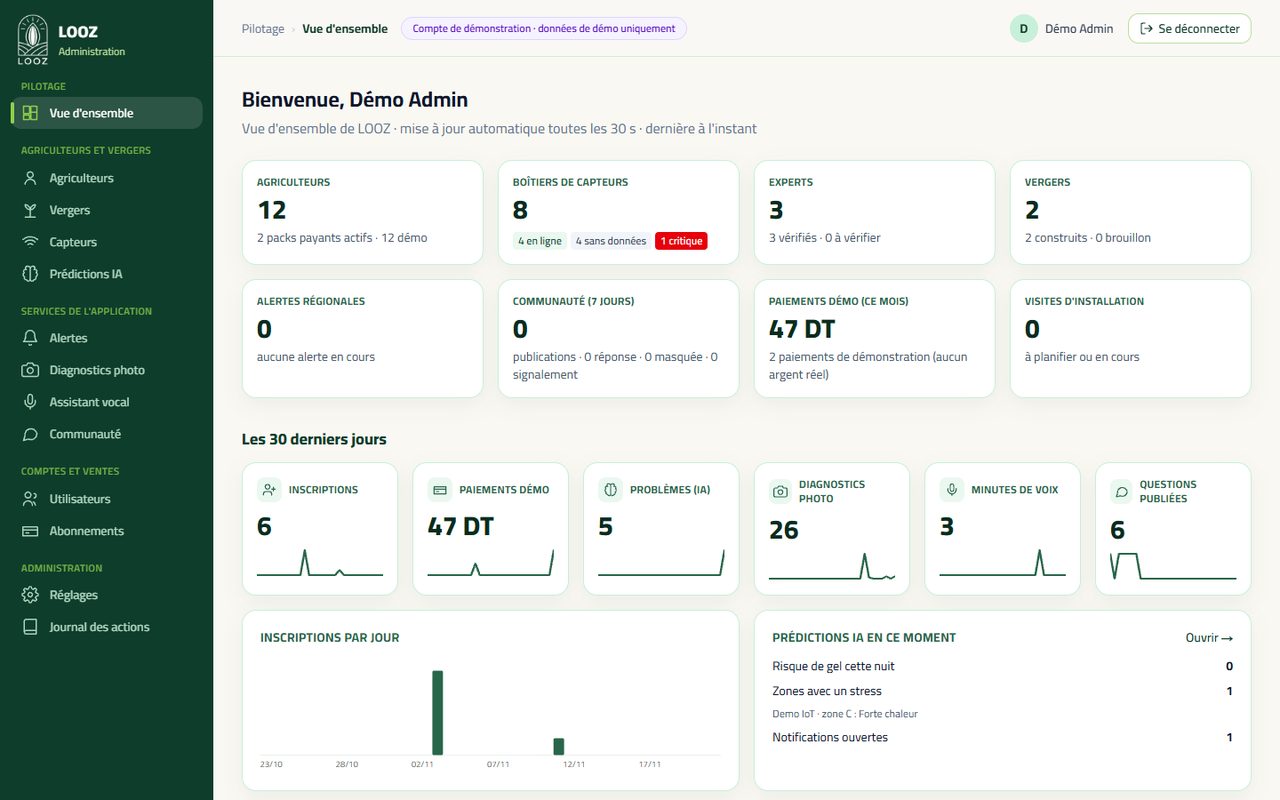 LOOZ
LOOZ
Administration
PILOTAGE
Vue d'ensemble
AGRICULTEURS ET VERGERS
Agriculteurs
Vergers
Capteurs
Prédictions IA
SERVICES DE L'APPLICATION
Alertes
Diagnostics photo
Assistant vocal
Communauté
COMPTES ET VENTES
Utilisateurs
Abonnements
ADMINISTRATION
Réglages
Journal des actions
Pilotage › Vue d'ensemble
Compte de démonstration · données de démo uniquement
D Démo Admin
Se déconnecter
Bienvenue, Démo Admin
Vue d'ensemble de LOOZ · mise à jour automatique toutes les 30 s · dernière à l'instant
AGRICULTEURS
12
2 packs payants actifs · 12 démo
BOÎTIERS DE CAPTEURS
8
4 en ligne 4 sans données 1 critique
EXPERTS
3
3 vérifiés · 0 à vérifier
VERGERS
2
2 construits · 0 brouillon
ALERTES RÉGIONALES
0
aucune alerte en cours
COMMUNAUTÉ (7 JOURS)
0
publications · 0 réponse · 0 masquée · 0
signalement
PAIEMENTS DÉMO (CE MOIS)
47 DT
2 paiements de démonstration (aucun
argent réel)
VISITES D'INSTALLATION
0
à planifier ou en cours
Les 30 derniers jours
INSCRIPTIONS
6
PAIEMENTS DÉMO
47 DT
PROBLÈMES (IA)
5
DIAGNOSTICS
PHOTO
26
MINUTES DE VOIX
3
QUESTIONS
PUBLIÉES
6
INSCRIPTIONS PAR JOUR
23/10 28/10 02/11 07/11 12/11 17/11
PRÉDICTIONS IA EN CE MOMENT
Ouvrir →
Risque de gel cette nuit 0
Zones avec un stress 1
Demo IoT · zone C : Forte chaleur
Notifications ouvertes 1